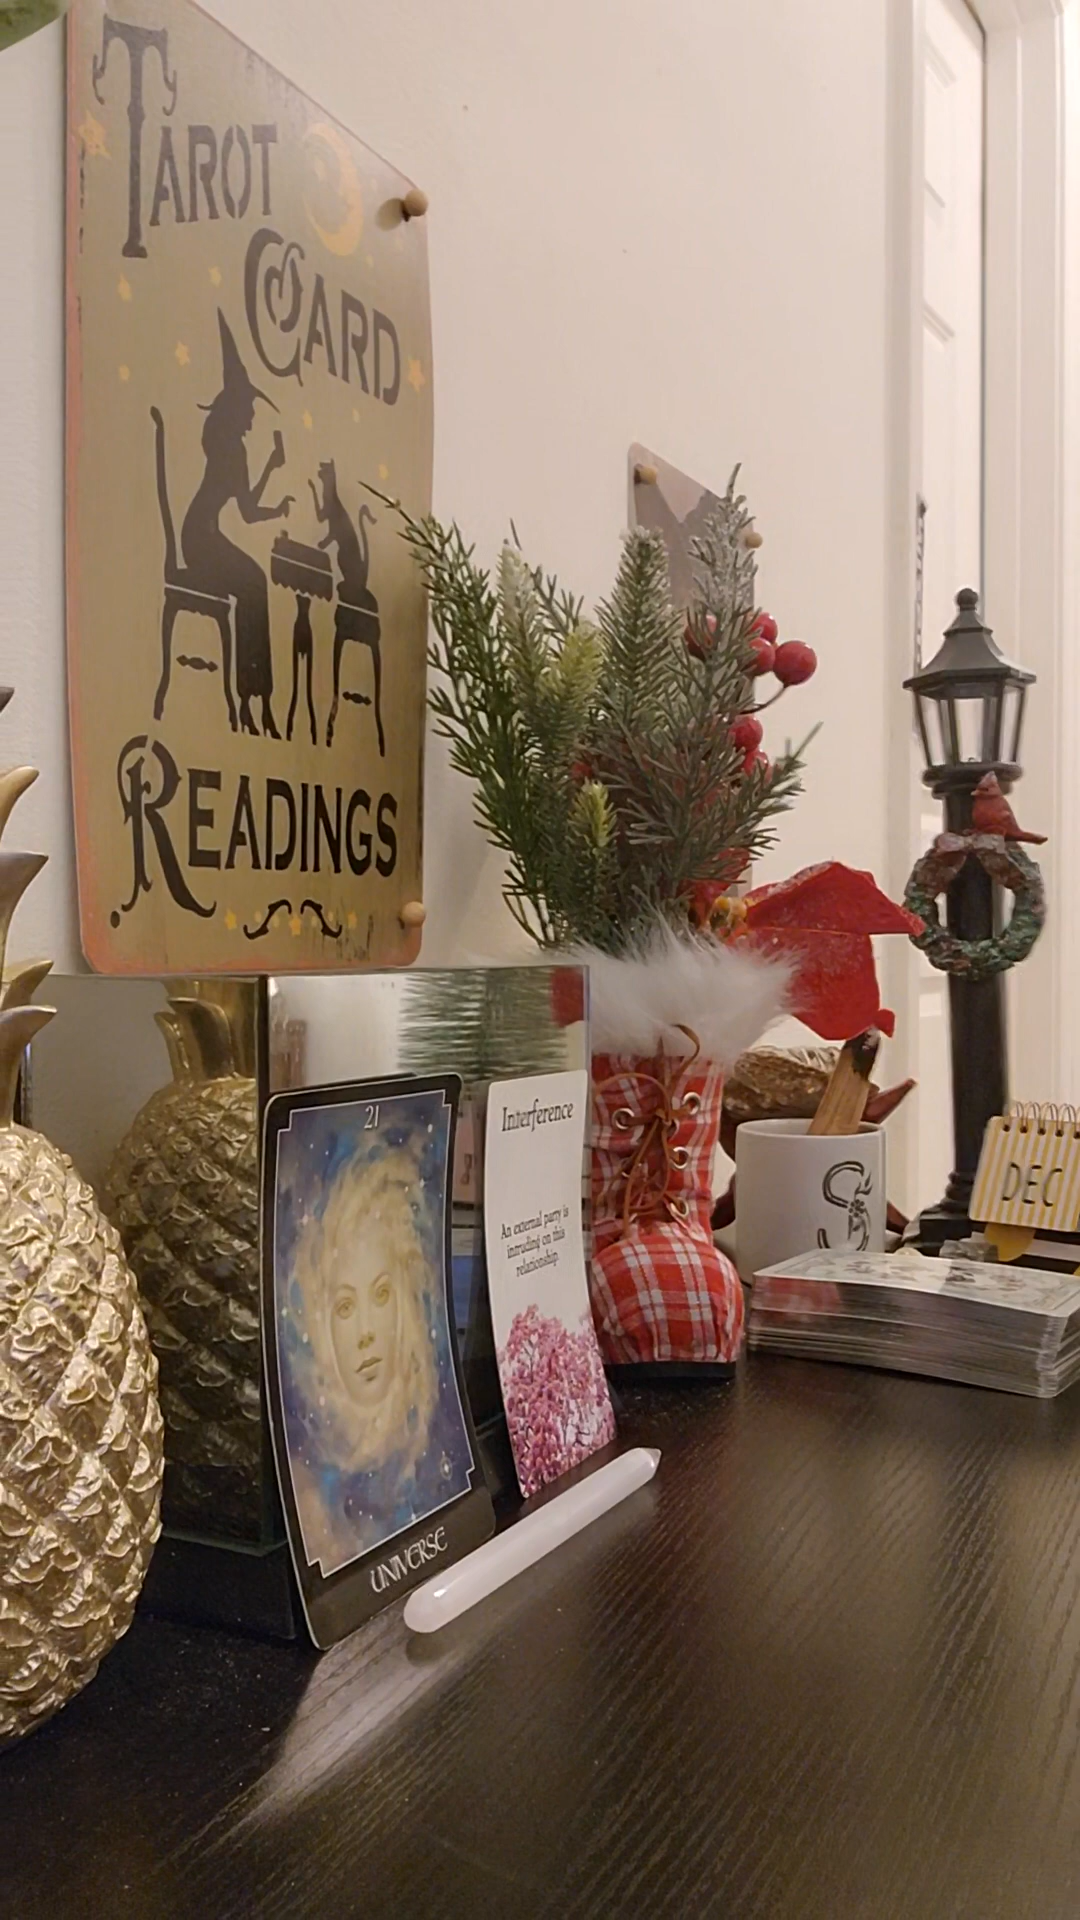 TAROT
CARD
READINGS
21
UNIVERSE
Interference
An external party is
intruding on this
relationship.
S
DEC